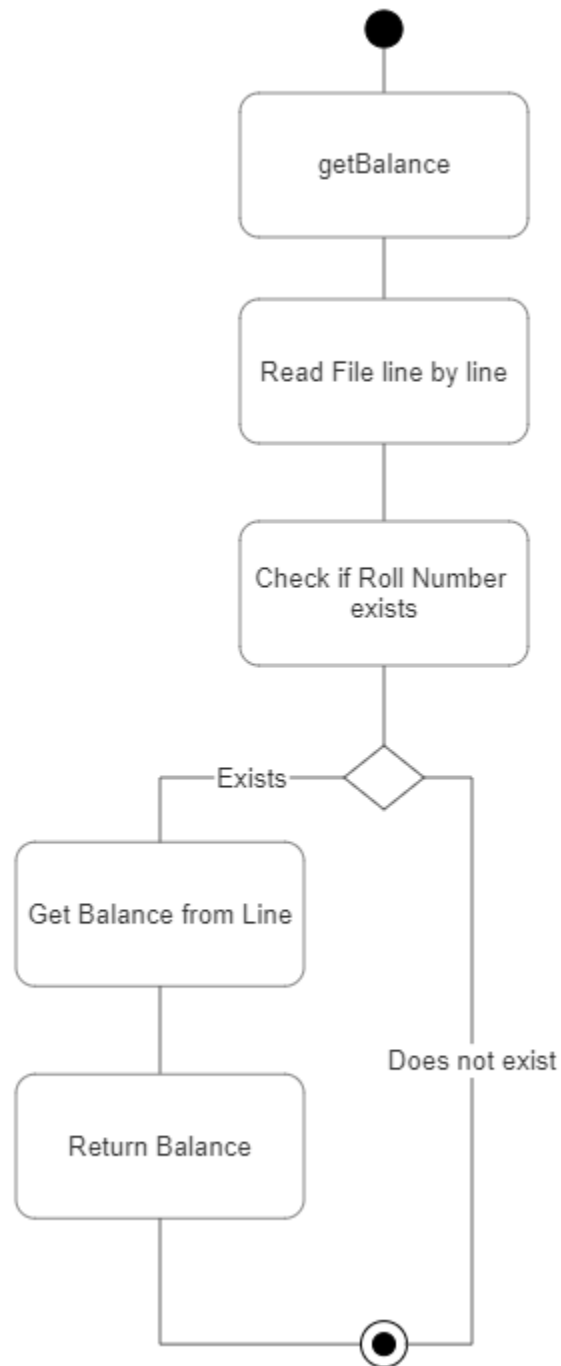 getBalance
Read File line by line
Check if Roll Number
exists
Exists
Get Balance from Line
Does not exist
Return Balance